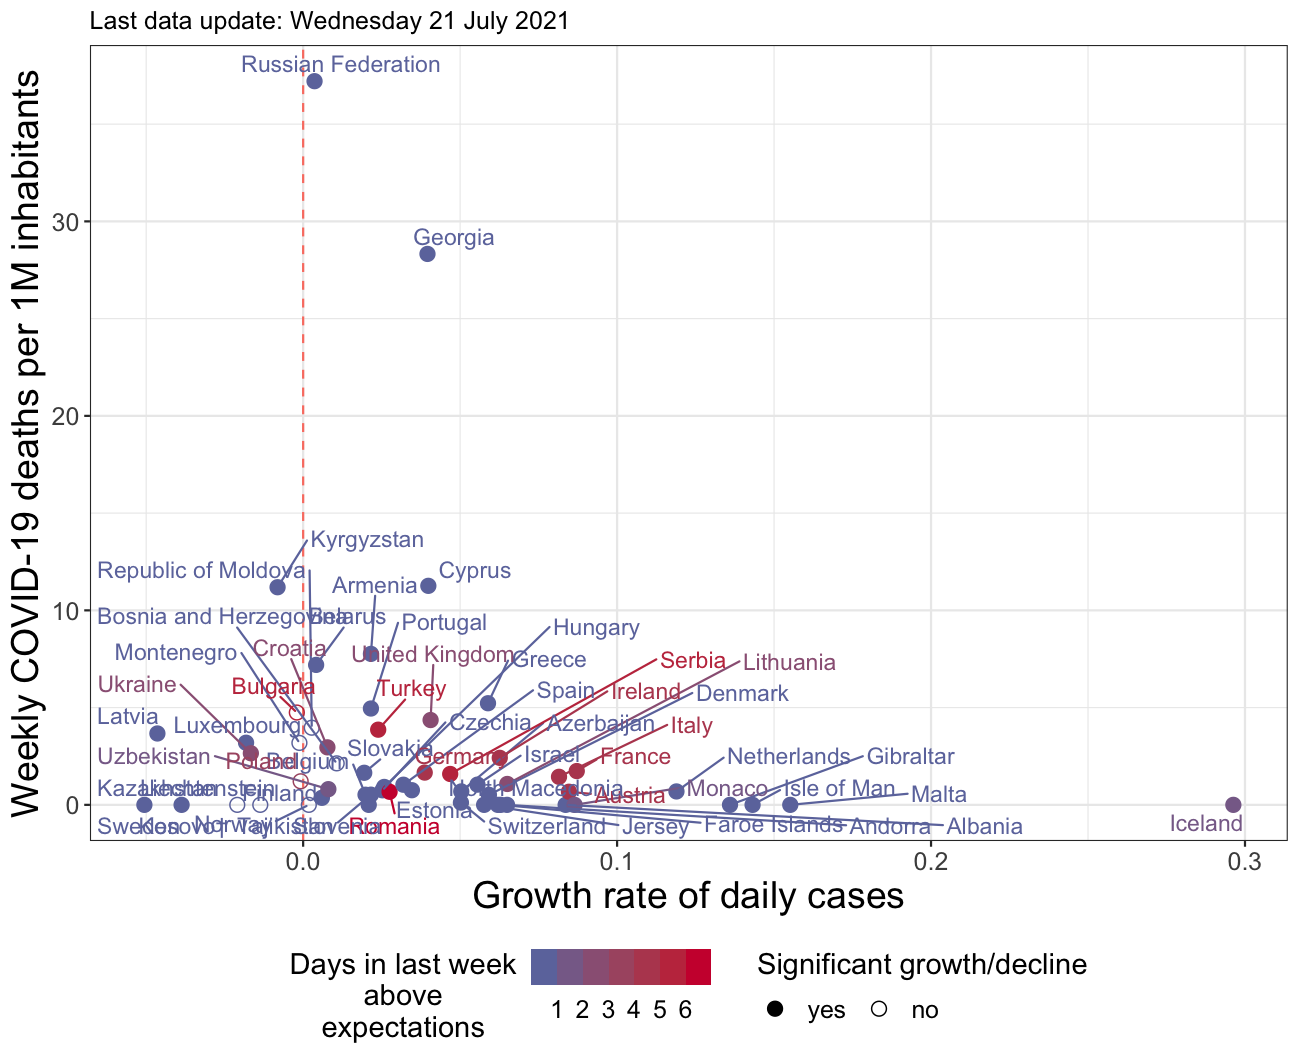 Last data update: Wednesday 21 July 2021
Weekly COVID-19 deaths per 1M inhabitants
Russian Federation
30
Georgia
20
Kyrgyzstan
Republic of Moldova
Cyprus
Armenia
10
Bosnia and Herzegovina
Belarus
Portugal
Hungary
Croatia
Montenegro
United Kingdom
Greece
Serbia
Lithuania
Ukraine
Bulgaria
Turkey
Spain
Ireland
Denmark
Latvia
Luxembourg
Czechia
Azerbaijan
Italy
Slovakia
Uzbekistan
Poland
Belgium
Germany
Israel
France
Netherlands
Gibraltar
Kazakhstan
Liechtenstein
Finland
North Macedonia
Austria
Monaco
Isle of Man
Malta
0
Estonia
Iceland
Sweden
Kosovo
Norway
Tajikistan
Slovenia
Romania
Switzerland
Jersey
Faroe Islands
Andorra
Albania
0.0 0.1 0.2 0.3
Growth rate of daily cases
Days in last week
above
expectations
1 2 3 4 5 6
Significant growth/decline
yes no